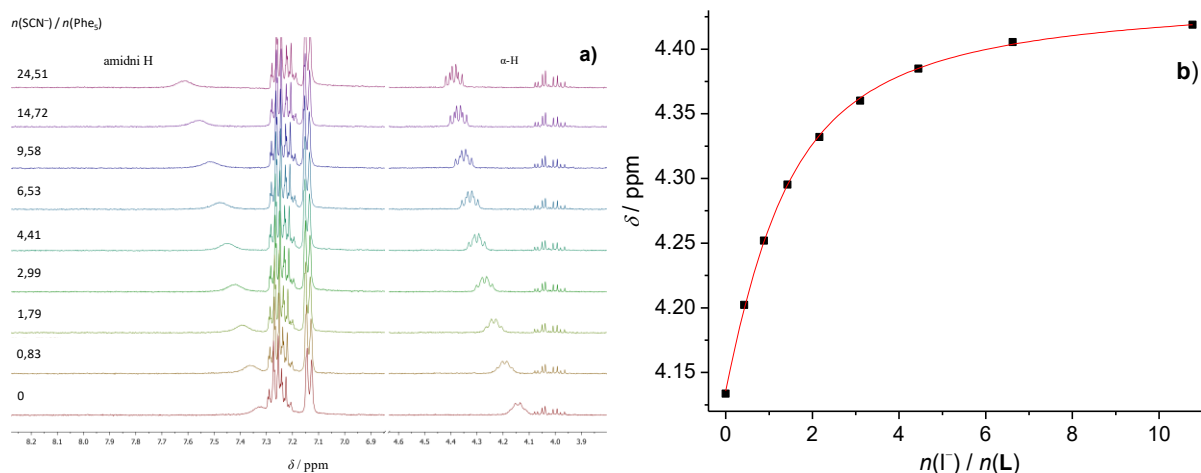 n(SCN⁻) / n(Phe₅)
a)
amidni H
α-H
24,51
14,72
9,58
6,53
4,41
2,99
1,79
0,83
0
8.2 8.1 8.0 7.9 7.8 7.7 7.6 7.5 7.4 7.3 7.2 7.1 7.0 6.9 4.6 4.5 4.4 4.3 4.2 4.1 4.0 3.9
δ / ppm
b)
4.40
4.35
4.30
4.25
4.20
4.15
δ / ppm
0 2 4 6 8 10
n(I⁻) / n(L)